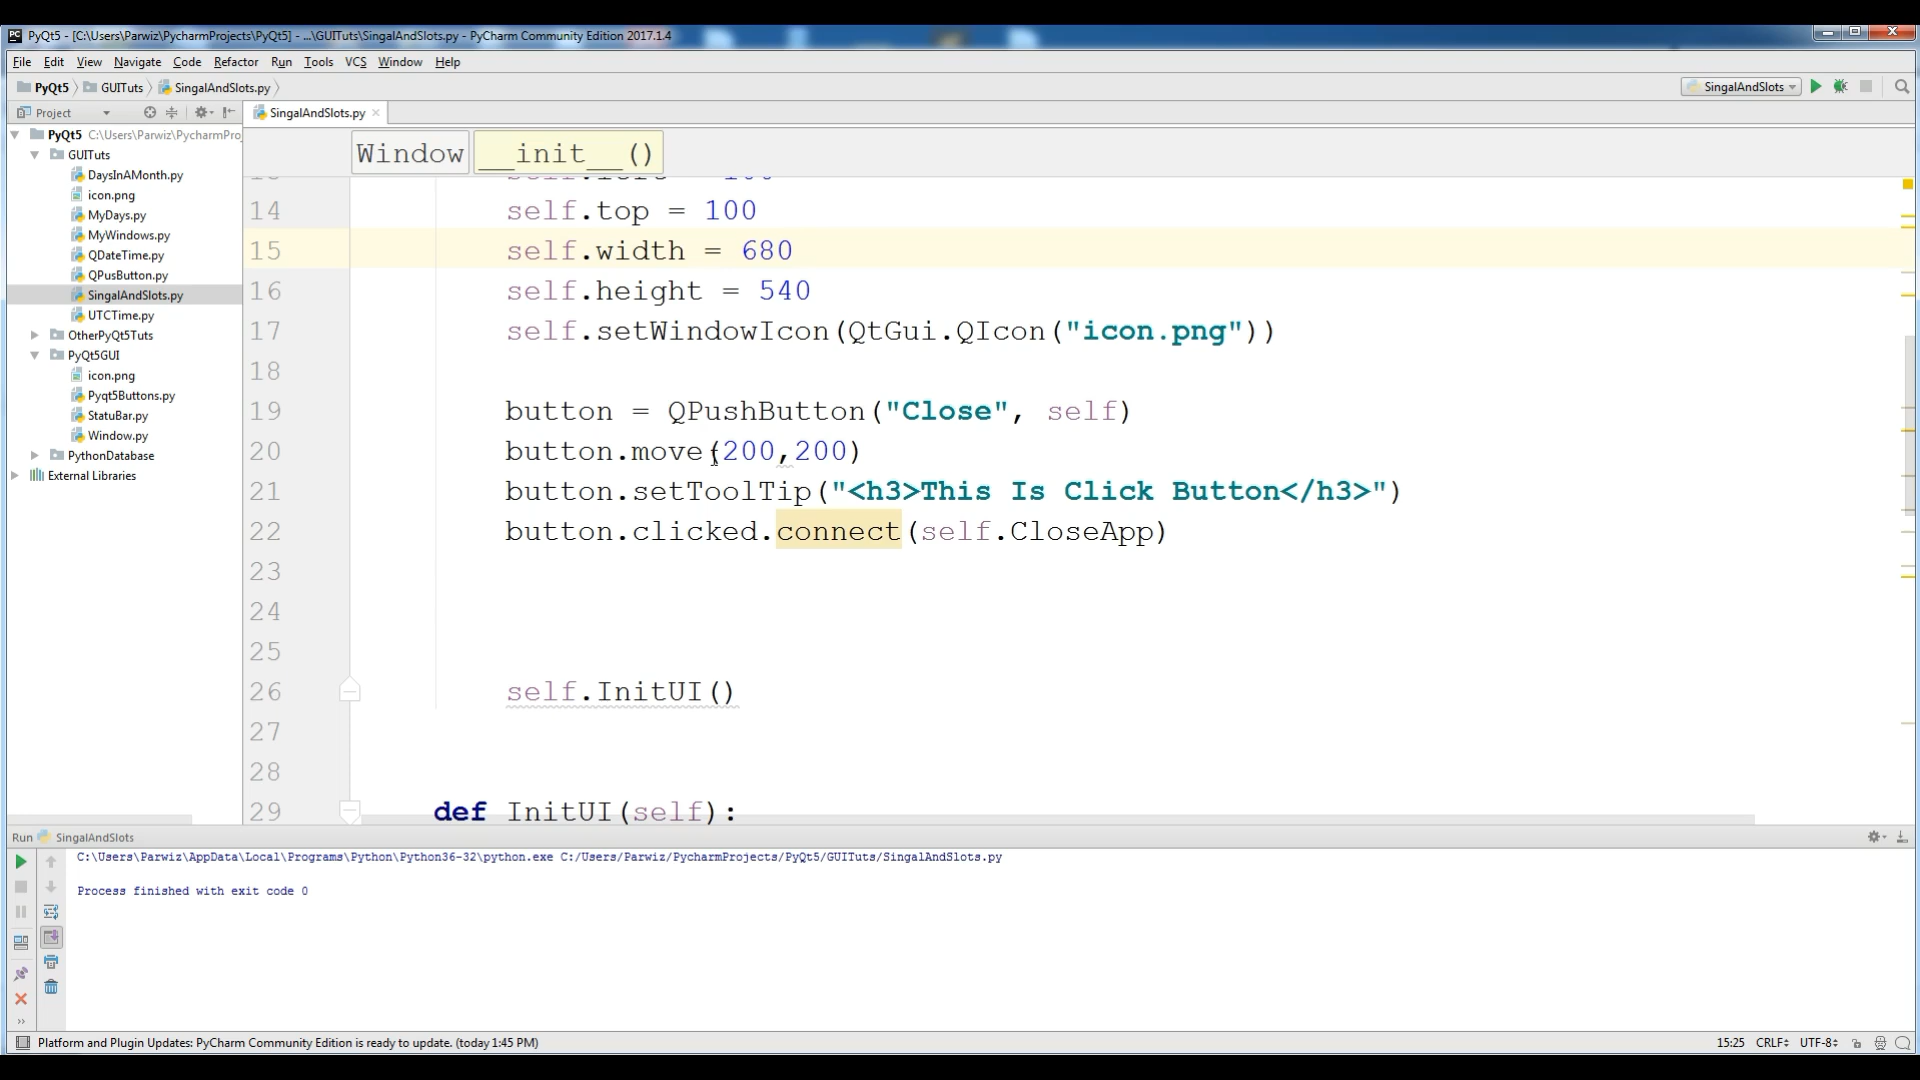 PyQt5 - [C:\Users\Parwiz\PycharmProjects\PyQt5] - ...\GUITuts\SingalAndSlots.py - PyCharm Community Edition 2017.1.4
File Edit View Navigate Code Refactor Run Tools VCS Window Help
PyQt5 GUITuts SingalAndSlots.py SingalAndSlots
Project SingalAndSlots.py
PyQt5 C:\Users\Parwiz\PycharmPro
GUITuts
DaysInAMonth.py
icon.png
MyDays.py
MyWindows.py
QDateTime.py
QPusButton.py
SingalAndSlots.py
UTCTime.py
OtherPyQt5Tuts
PyQt5GUI
icon.png
Pyqt5Buttons.py
StatuBar.py
Window.py
PythonDatabase
External Libraries
Window __init__()
14 self.top = 100
15 self.width = 680
16 self.height = 540
17 self.setWindowIcon(QtGui.QIcon("icon.png"))
18
19 button = QPushButton("Close", self)
20 button.move(200,200)
21 button.setToolTip("<h3>This Is Click Button</h3>")
22 button.clicked.connect(self.CloseApp)
23
24
25
26 self.InitUI()
27
28
29 def InitUI(self):
Run SingalAndSlots
C:\Users\Parwiz\AppData\Local\Programs\Python\Python36-32\python.exe C:/Users/Parwiz/PycharmProjects/PyQt5/GUITuts/SingalAndSlots.py
Process finished with exit code 0
Platform and Plugin Updates: PyCharm Community Edition is ready to update. (today 1:45 PM) 15:25 CRLF UTF-8